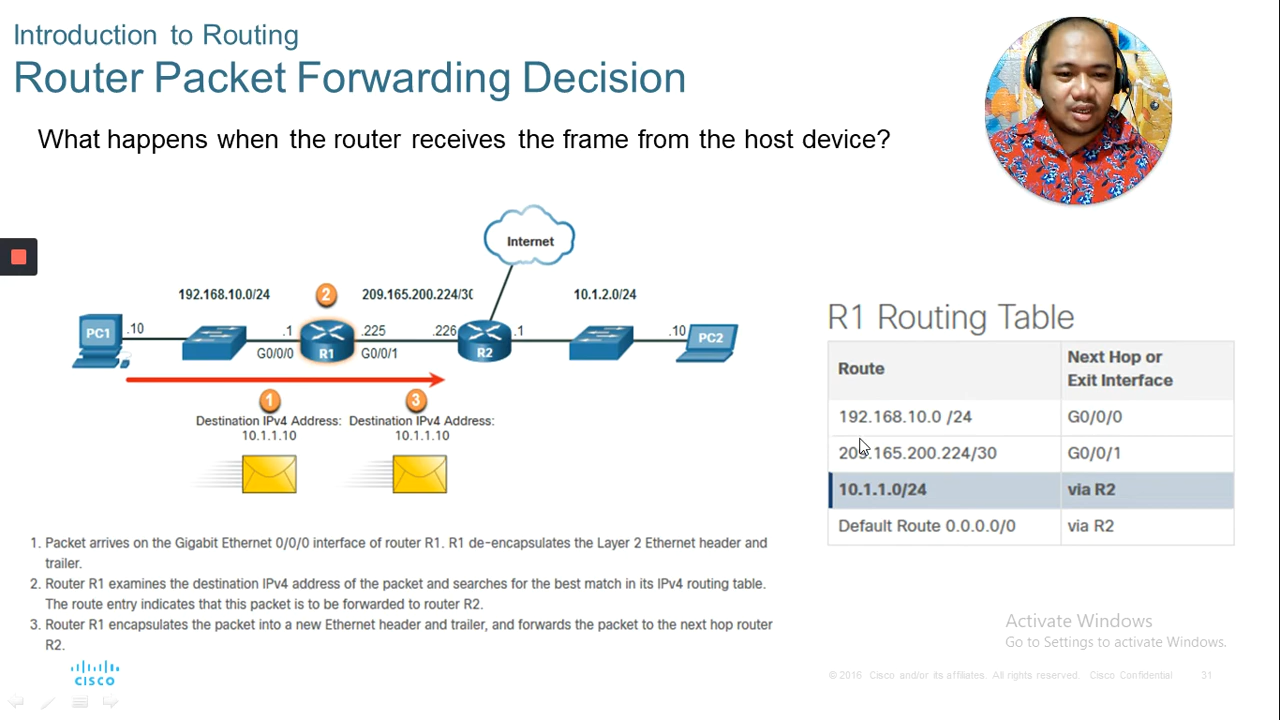 Introduction to Routing
Router Packet Forwarding Decision
What happens when the router receives the frame from the host device?
Internet
192.168.10.0/24
2
209.165.200.224/30
10.1.2.0/24
PC1
.10
.1
R1
.225
.226
R2
.1
.10
PC2
G0/0/0
G0/0/1
1
3
Destination IPv4 Address:
10.1.1.10
Destination IPv4 Address:
10.1.1.10
R1 Routing Table
Route
Next Hop or
Exit Interface
192.168.10.0 /24
G0/0/0
209.165.200.224/30
G0/0/1
10.1.1.0/24
via R2
Default Route 0.0.0.0/0
via R2
1. Packet arrives on the Gigabit Ethernet 0/0/0 interface of router R1. R1 de-encapsulates the Layer 2 Ethernet header and
trailer.
2. Router R1 examines the destination IPv4 address of the packet and searches for the best match in its IPv4 routing table.
The route entry indicates that this packet is to be forwarded to router R2.
3. Router R1 encapsulates the packet into a new Ethernet header and trailer, and forwards the packet to the next hop router
R2.
Activate Windows
Go to Settings to activate Windows.
CISCO
© 2016 Cisco and/or its affiliates. All rights reserved. Cisco Confidential
31